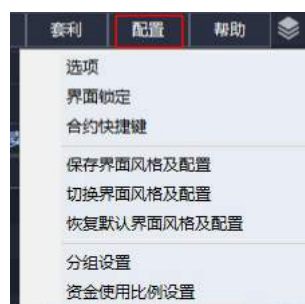 套利 配置 帮助
选项
界面锁定
合约快捷键
保存界面风格及配置
切换界面风格及配置
恢复默认界面风格及配置
分组设置
资金使用比例设置